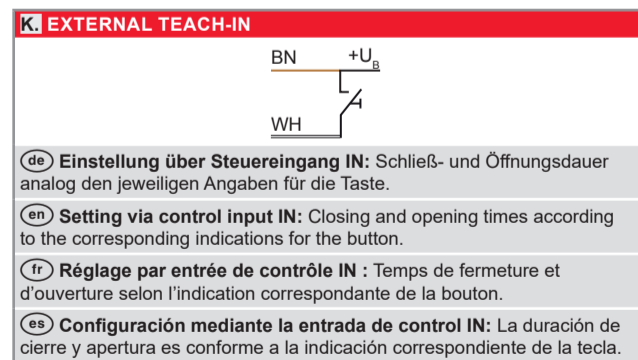 K. EXTERNAL TEACH-IN
BN +U_B
WH
de Einstellung über Steuereingang IN: Schließ- und Öffnungsdauer
analog den jeweiligen Angaben für die Taste.
en Setting via control input IN: Closing and opening times according
to the corresponding indications for the button.
fr Réglage par entrée de contrôle IN : Temps de fermeture et
d’ouverture selon l’indication correspondante de la bouton.
es Configuración mediante la entrada de control IN: La duración de
cierre y apertura es conforme a la indicación correspondiente de la tecla.